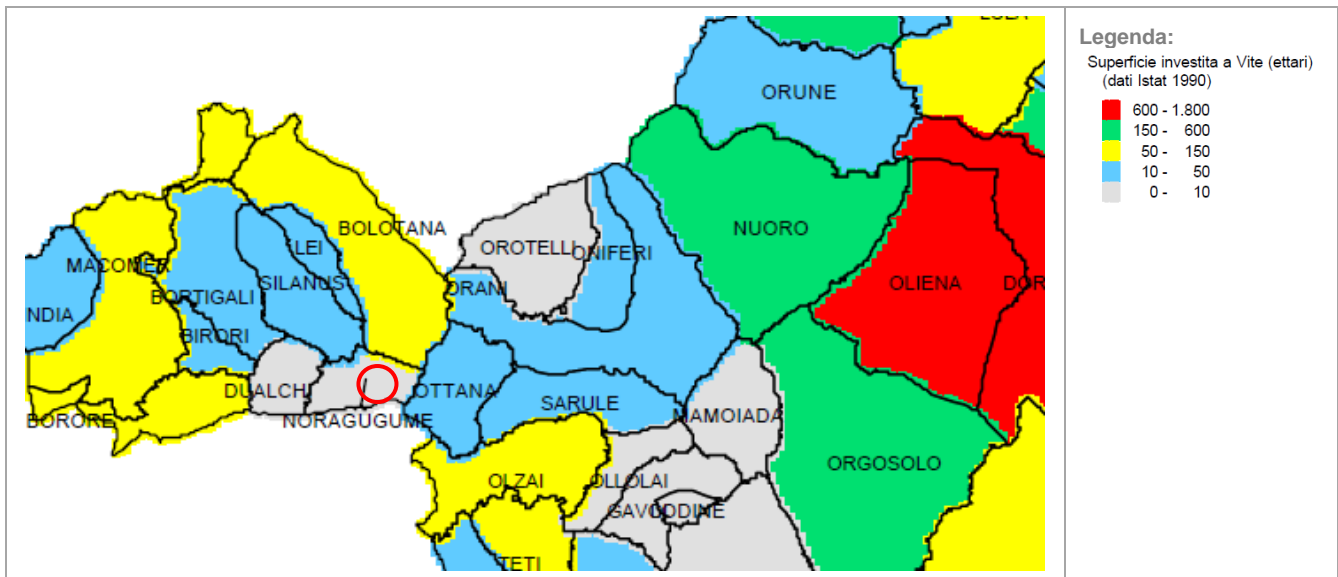 ORUNE
NUORO
BOLOTANA
OROTELLI
ONIFERI
LEI
MACOMER
SILANUS
ORANI
OLIENA
DOR
BORTIGALI
NDIA
BIRORI
DUALCHI
OTTANA
SARULE
MAMOIADA
BORORE
NORAGUGUME
ORGOSOLO
OLZAI
OLLOLAI
TETI
Legenda:
Superficie investita a Vite (ettari)
(dati Istat 1990)
600 - 1.800
150 - 600
50 - 150
10 - 50
0 - 10